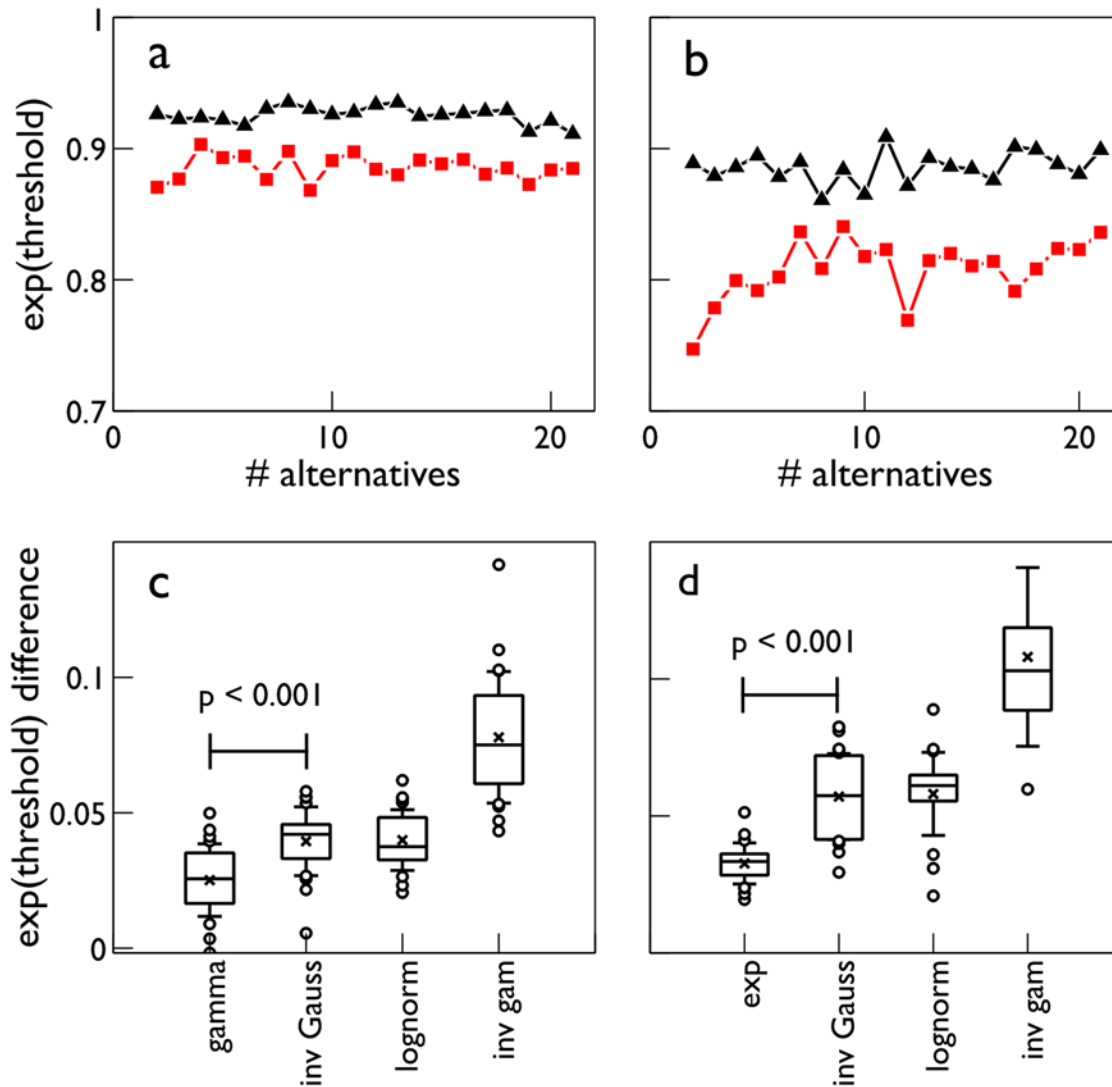 1
a
b
exp(threshold)
0.9
0.8
0.7
0
10
20
0
10
20
# alternatives
# alternatives
exp(threshold) difference
c
d
p < 0.001
p < 0.001
0.1
0.05
0
gamma
inv Gauss
lognorm
inv gam
exp
inv Gauss
lognorm
inv gam